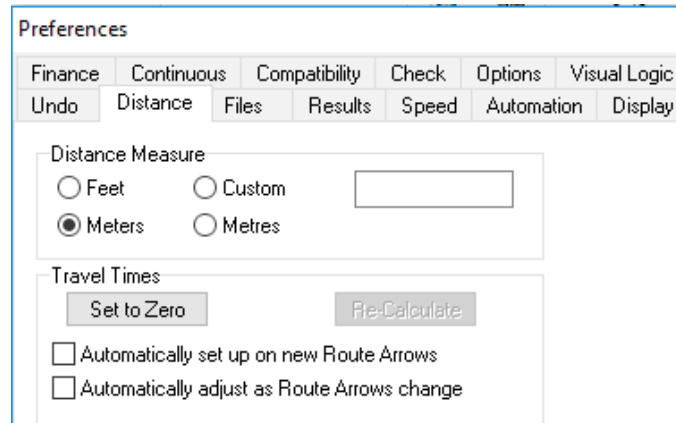 Preferences
Finance Continuous Compatibility Check Options Visual Logic
Undo Distance Files Results Speed Automation Display
Distance Measure
Feet Custom
Meters Metres
Travel Times
Set to Zero Re-Calculate
Automatically set up on new Route Arrows
Automatically adjust as Route Arrows change